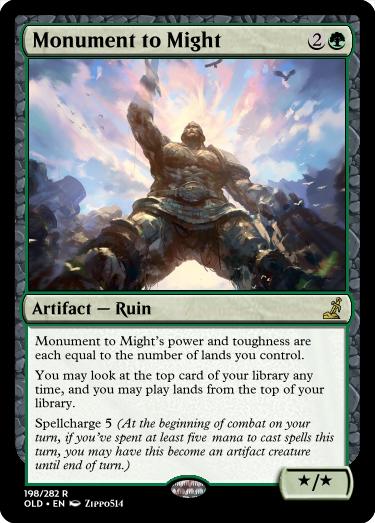 Monument to Might 2
Artifact — Ruin
Monument to Might's power and toughness are
each equal to the number of lands you control.
You may look at the top card of your library any
time, and you may play lands from the top of your
library.
Spellcharge 5 (At the beginning of combat on
your turn, if you've spent at least five mana to cast spells this
turn, you may have this become an artifact creature
until end of turn.)
*/*
198/282 R
OLD • EN Zippo514